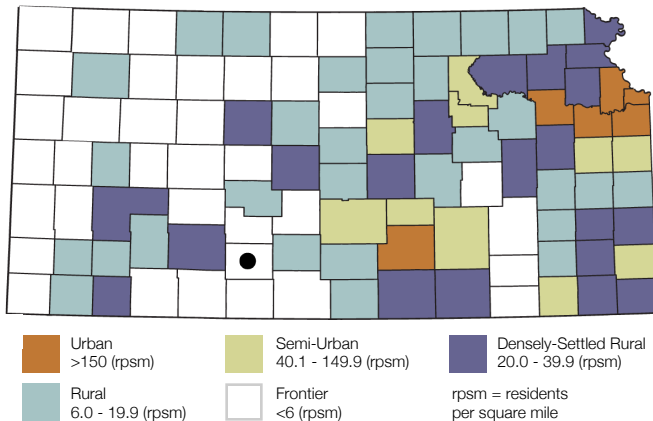 Urban
>150 (rpsm)
Semi-Urban
40.1 - 149.9 (rpsm)
Densely-Settled Rural
20.0 - 39.9 (rpsm)
Rural
6.0 - 19.9 (rpsm)
Frontier
<6 (rpsm)
rpsm = residents
per square mile